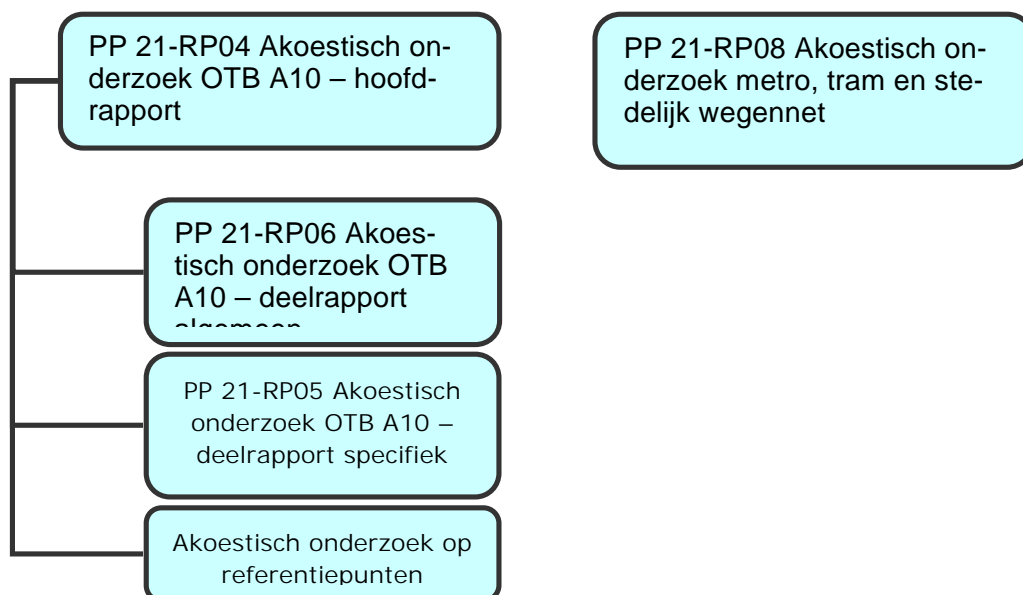 PP 21-RP04 Akoestisch on-
derzoek OTB A10 – hoofd-
rapport
PP 21-RP08 Akoestisch on-
derzoek metro, tram en ste-
delijk wegennet
PP 21-RP06 Akoes-
tisch onderzoek OTB
A10 – deelrapport
algemeen
PP 21-RP05 Akoestisch
onderzoek OTB A10 –
deelrapport specifiek
Akoestisch onderzoek op
referentiepunten